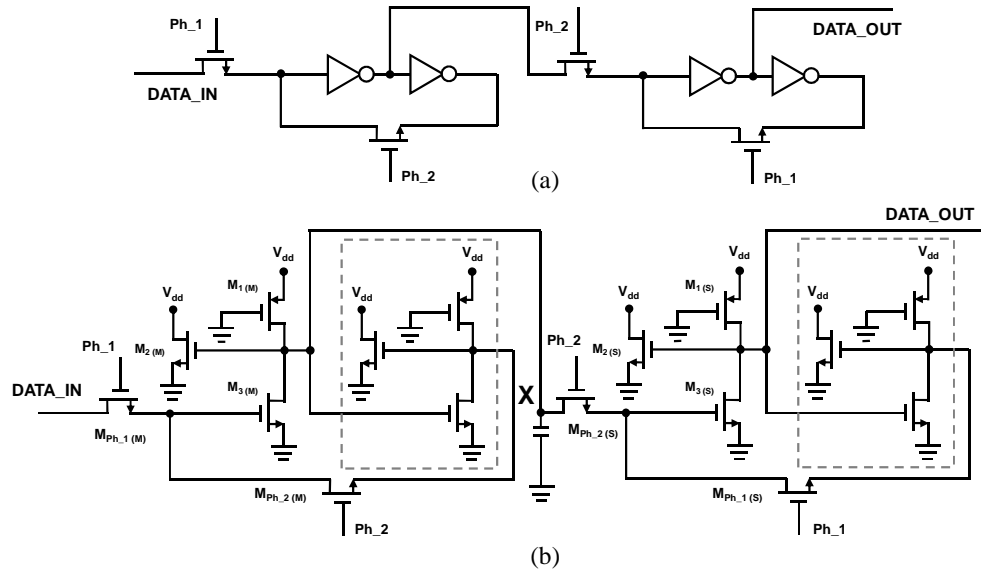 Ph_1
Ph_2
DATA_OUT
DATA_IN
Ph_2
Ph_1
(a)
DATA_OUT
Vdd
Vdd
Vdd
Vdd
M1 (M)
M1 (S)
Vdd
Vdd
Vdd
Vdd
Ph_1
M2 (M)
Ph_2
M2 (S)
DATA_IN
M3 (M)
X
M3 (S)
MPh_1 (M)
MPh_2 (S)
MPh_2 (M)
MPh_1 (S)
Ph_2
Ph_1
(b)